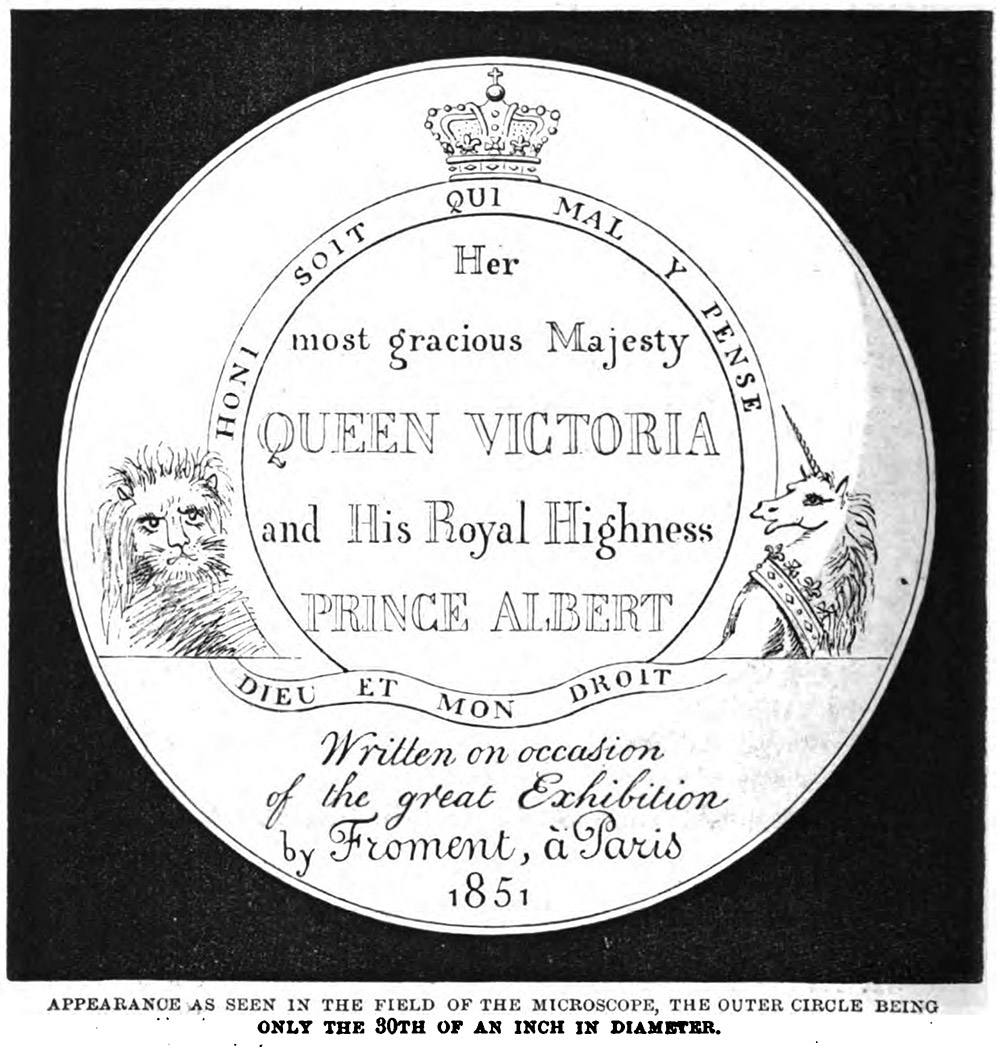 HONI SOIT QUI MAL Y PENSE
Her
most gracious Majesty
QUEEN VICTORIA
and His Royal Highness
PRINCE ALBERT
DIEU ET MON DROIT
Written on occasion
of the great Exhibition
by Froment, à Paris
1851
APPEARANCE AS SEEN IN THE FIELD OF THE MICROSCOPE, THE OUTER CIRCLE BEING
ONLY THE 30TH OF AN INCH IN DIAMETER.